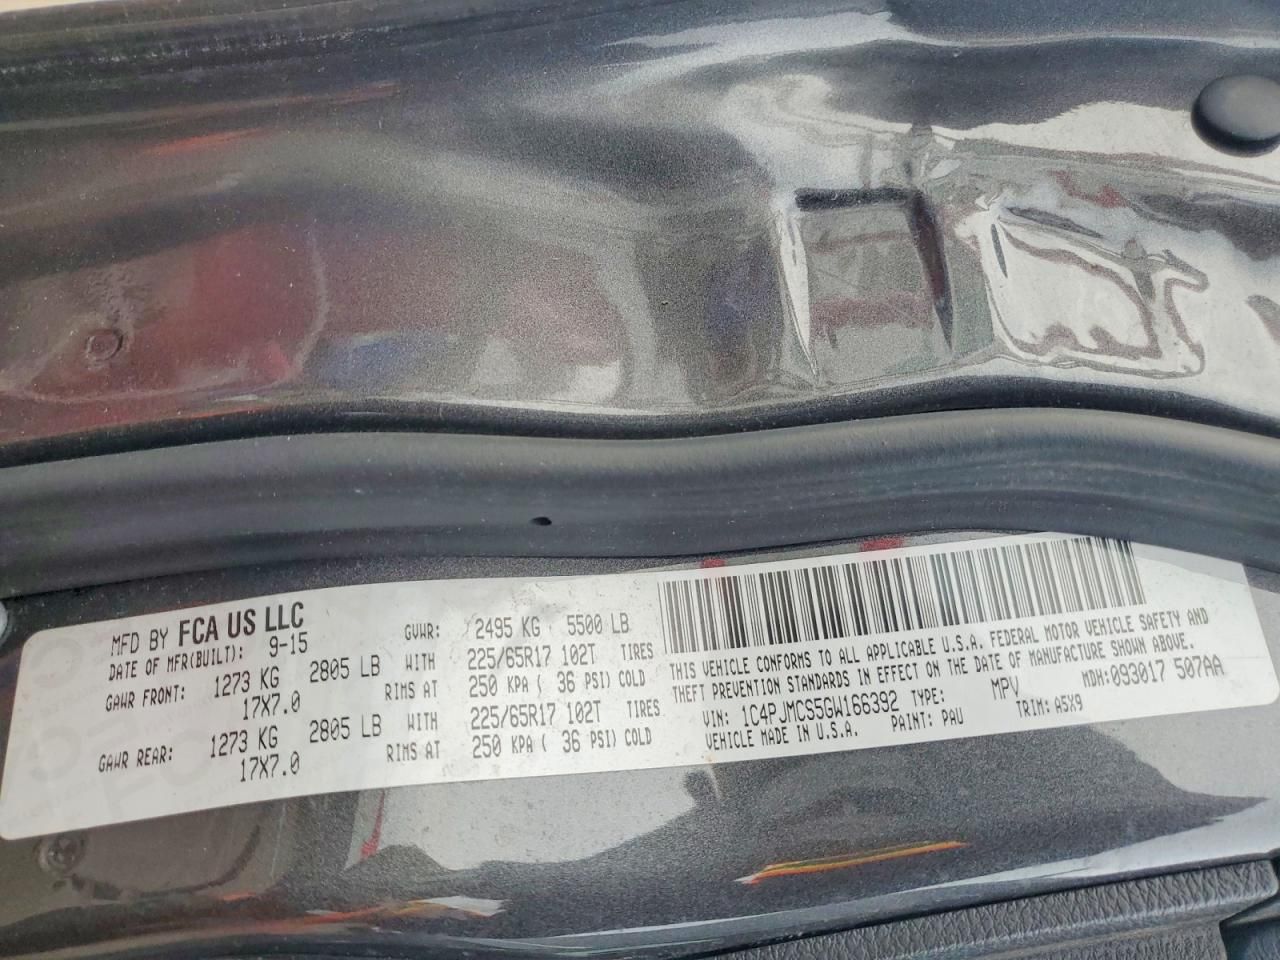 MFD BY FCA US LLC
DATE OF MFR(BUILT): 9-15 GVWR: 2495 KG 5500 LB
GAWR FRONT: 1273 KG 2805 LB WITH 225/65R17 102T TIRES
17X7.0 RIMS AT 250 KPA ( 36 PSI) COLD
GAWR REAR: 1273 KG 2805 LB WITH 225/65R17 102T TIRES
17X7.0 RIMS AT 250 KPA ( 36 PSI) COLD
THIS VEHICLE CONFORMS TO ALL APPLICABLE U.S.A. FEDERAL MOTOR VEHICLE SAFETY AND
THEFT PREVENTION STANDARDS IN EFFECT ON THE DATE OF MANUFACTURE SHOWN ABOVE.
VIN: 1C4PJMCS5GW166392 TYPE: MPV MDH:093017 507AA
VEHICLE MADE IN U.S.A. PAINT: PAU TRIM:A5X9